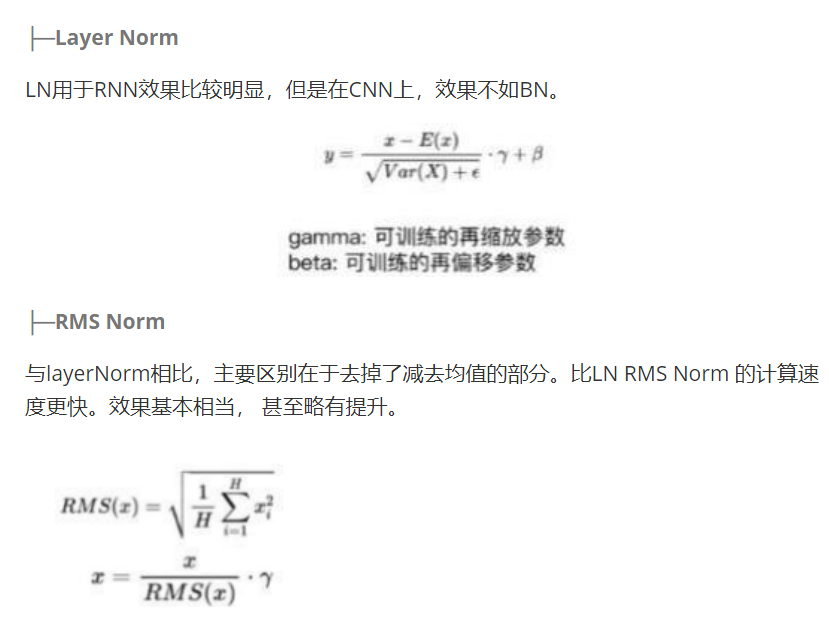 ├─Layer Norm
LN用于RNN效果比较明显，但是在CNN上，效果不如BN。
y = \frac{x - E(x)}{\sqrt{Var(X) + ϵ}} · γ + β
gamma: 可训练的再缩放参数
beta: 可训练的再偏移参数
├─RMS Norm
与layerNorm相比，主要区别在于去掉了减去均值的部分。比LN RMS Norm 的计算速
度更快。效果基本相当， 甚至略有提升。
RMS(x) = \sqrt{\frac{1}{H} \sum_{i=1}^{H} x_i^2}
x = \frac{x}{RMS(x)} · γ